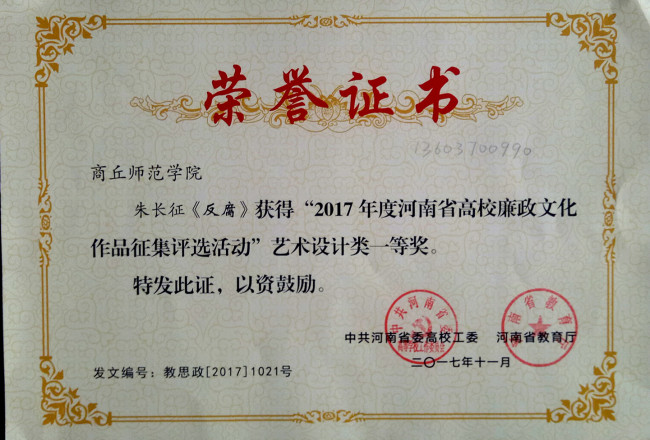 荣誉证书
13603700990
商丘师范学院
朱长征《反腐》获得“2017年度河南省高校廉政文化
作品征集评选活动”艺术设计类一等奖。
特发此证，以资鼓励。
中共河南省委高校工委 河南省教育厅
二〇一七年十一月
发文编号：教思政[2017]1021号